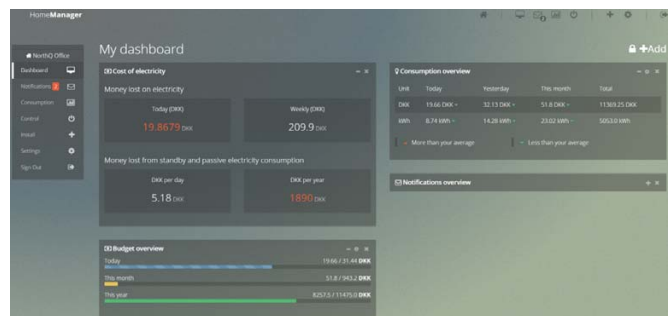 HomeManager
NorthQ Office
Dashboard
Notifications 2
Consumption
Control
Install
Settings
Sign Out
My dashboard
+Add
Cost of electricity
Money lost on electricity
Today (DKK)
Weekly (DKK)
19.8679 DKK
209.9 DKK
Money lost from standby and passive electricity consumption
DKK per day
DKK per year
5.18 DKK
1890 DKK
Budget overview
Today
19.66 / 31.44 DKK
This month
51.8 / 943.2 DKK
This year
8257.5 / 11475.0 DKK
Consumption overview
Unit Today Yesterday This month Total
DKK 19.66 DKK 32.13 DKK 51.8 DKK 11369.25 DKK
kWh 8.74 kWh 14.28 kWh 23.02 kWh 5053.0 kWh
More than your average
Less than your average
Notifications overview